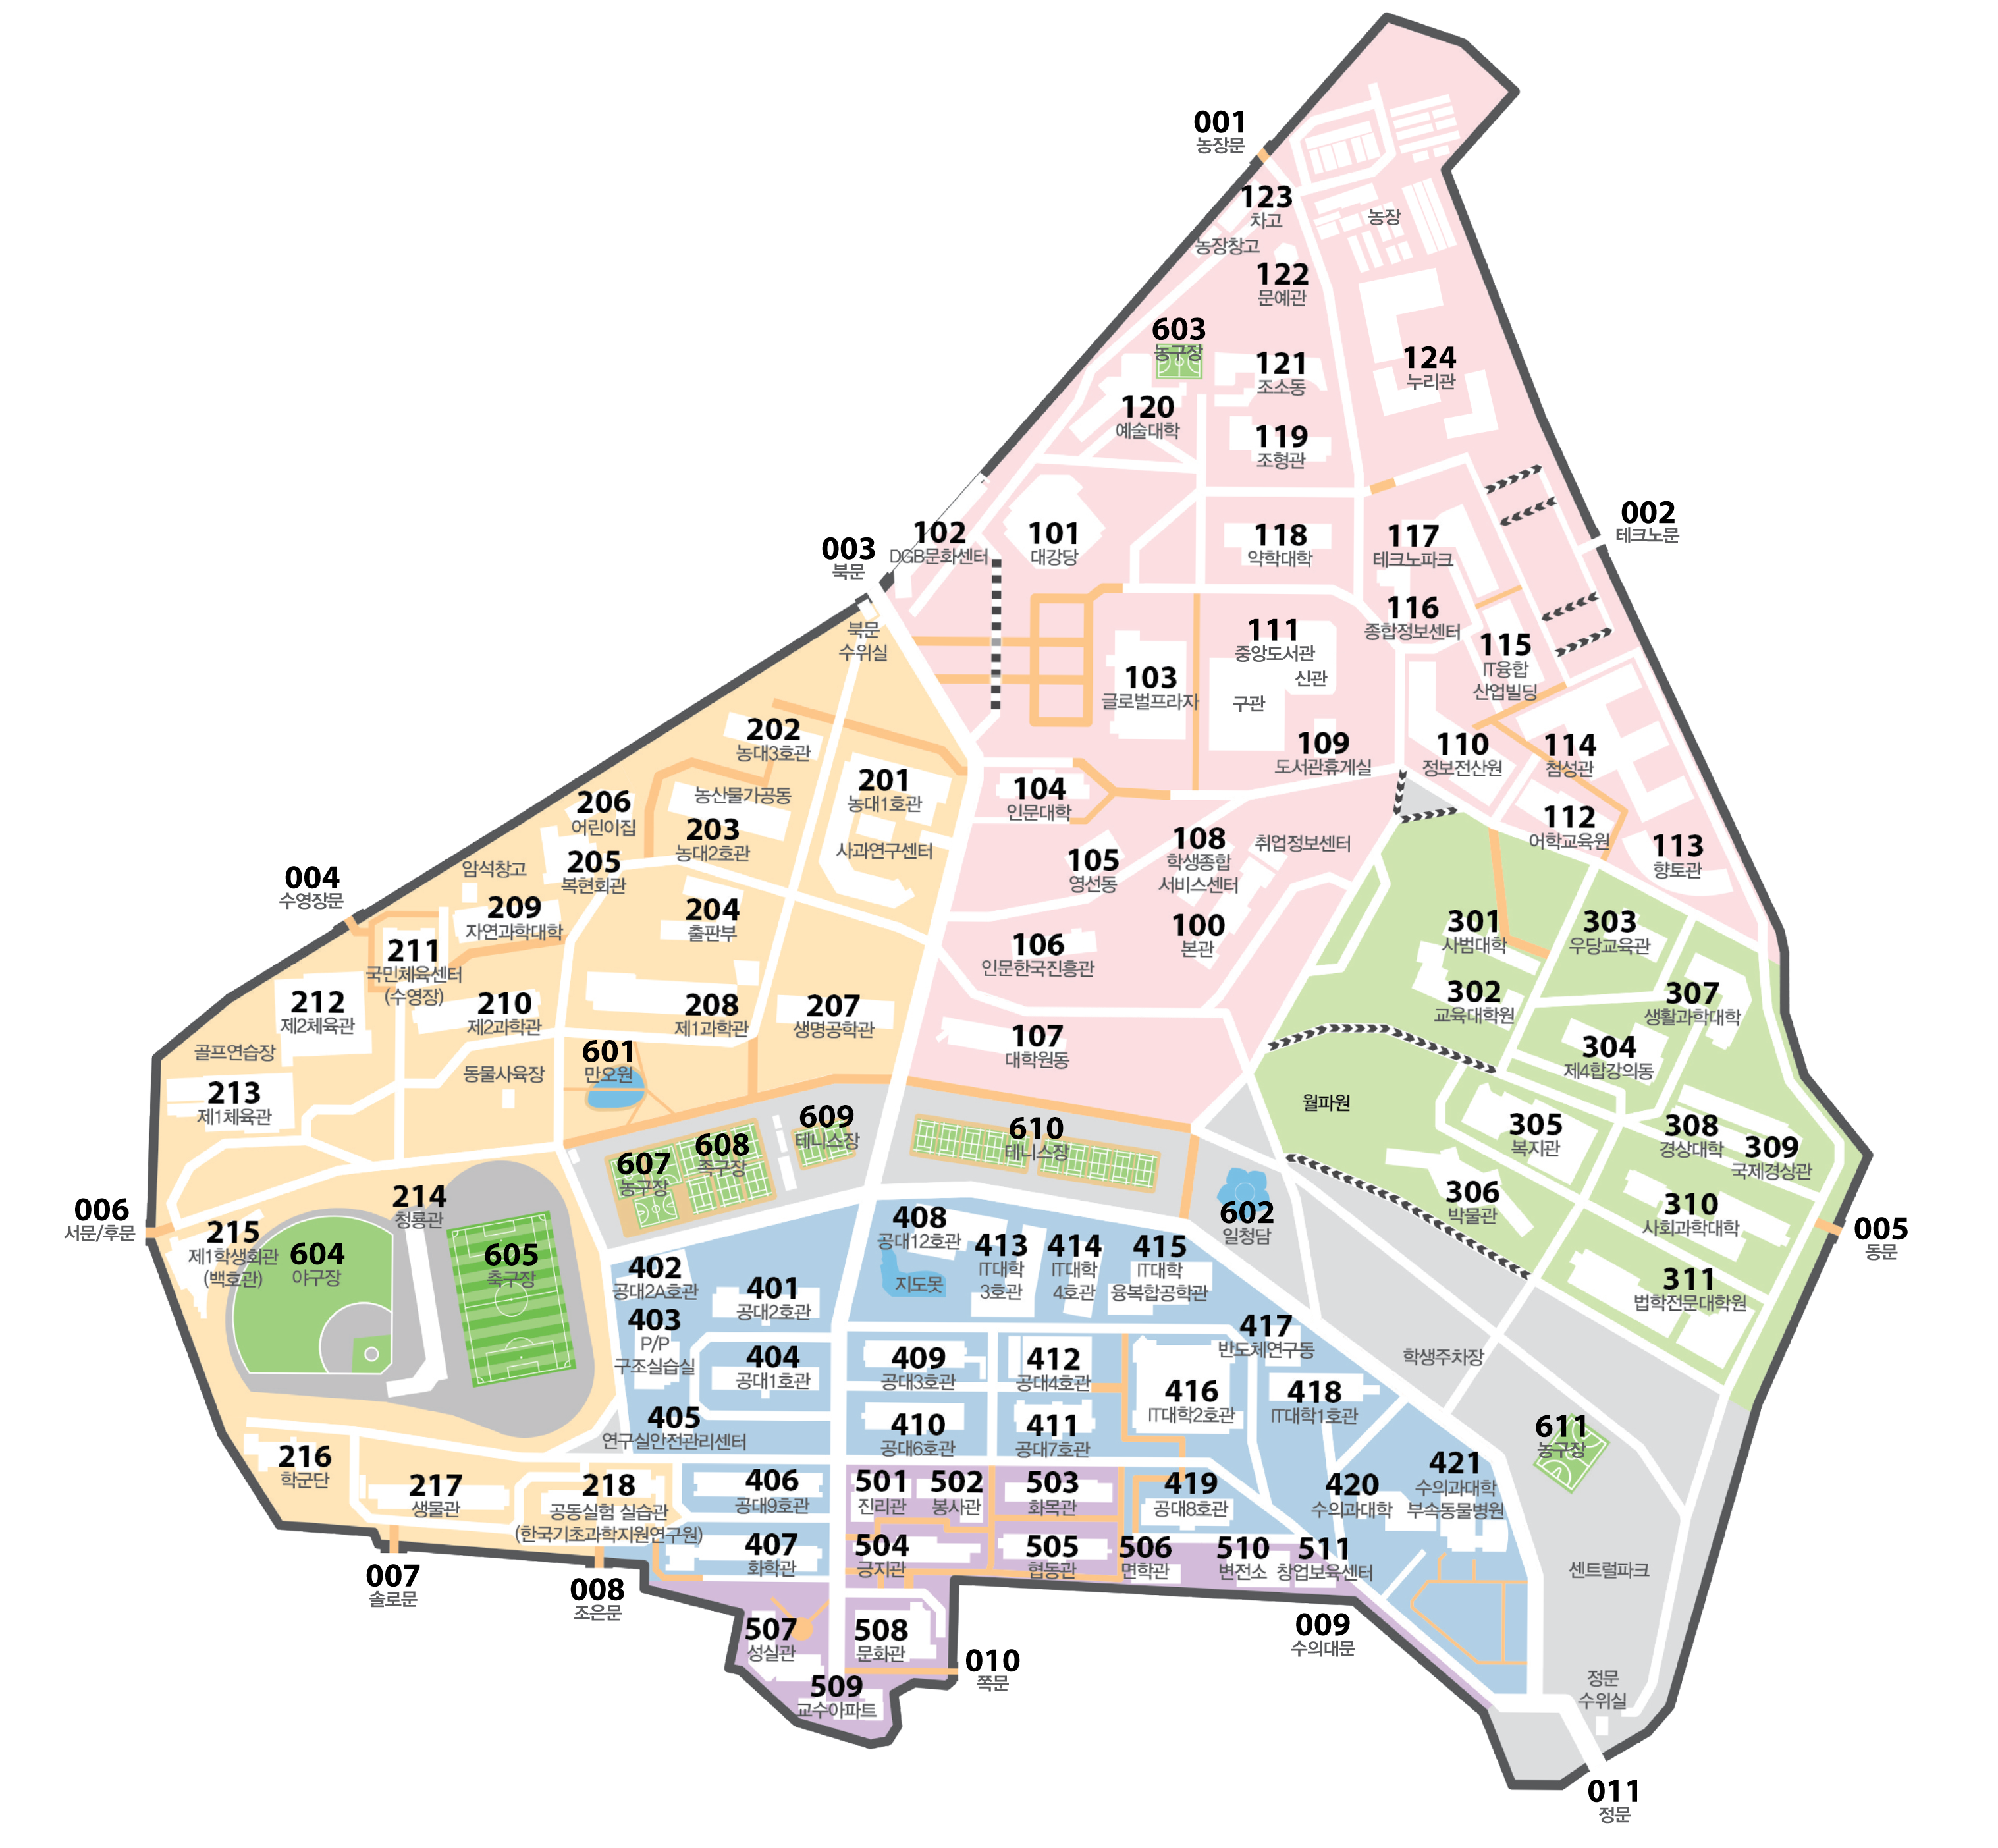 001
농장문
123
차고
농장창고
농장
122
문예관
603
농구장
121
조소동
124
누리관
120
예술대학
119
조형관
002
테크노문
102
DGB문화센터
101
대강당
118
약학대학
117
테크노파크
003
북문
북문
수위실
116
종합정보센터
111
중앙도서관
신관
구관
115
IT융합
산업빌딩
103
글로벌프라자
202
농대3호관
109
도서관휴게실
110
정보전산원
114
첨성관
201
농대1호관
104
인문대학
농산물가공동
206
어린이집
203
농대2호관
사과연구센터
112
어학교육원
113
향토관
108
학생종합
서비스센터
취업정보센터
105
영선동
암석창고
205
복현회관
004
수영장문
209
자연과학대학
204
출판부
100
본관
301
사범대학
303
우당교육관
211
국민체육센터
(수영장)
106
인문한국진흥관
212
제2체육관
210
제2과학관
208
제1과학관
207
생명공학관
302
교육대학원
307
생활과학대학
골프연습장
107
대학원동
304
제4합강의동
601
만오원
동물사육장
213
제1체육관
월파원
609
테니스장
610
테니스장
305
복지관
308
경상대학
309
국제경상관
608
족구장
607
농구장
006
서문/후문
214
청룡관
306
박물관
310
사회과학대학
602
일청담
005
동문
215
제1학생회관
(백호관)
604
야구장
605
축구장
408
공대12호관
지도못
413
IT대학
3호관
414
IT대학
4호관
415
IT대학
융복합공학관
402
공대2A호관
401
공대2호관
311
법학전문대학원
403
P/P
구조실습실
417
반도체연구동
학생주차장
404
공대1호관
409
공대3호관
412
공대4호관
416
IT대학2호관
418
IT대학1호관
405
연구실안전관리센터
410
공대6호관
411
공대7호관
611
농구장
216
학군단
217
생물관
218
공동실험 실습관
(한국기초과학지원연구원)
406
공대9호관
501
진리관
502
봉사관
503
화목관
419
공대8호관
420
수의과대학
421
수의과대학
부속동물병원
407
화학관
504
긍지관
505
협동관
506
면학관
510
변전소
511
창업보육센터
센트럴파크
007
솔로문
008
조은문
507
성실관
508
문화관
009
수의대문
010
쪽문
509
교수아파트
정문
수위실
011
정문